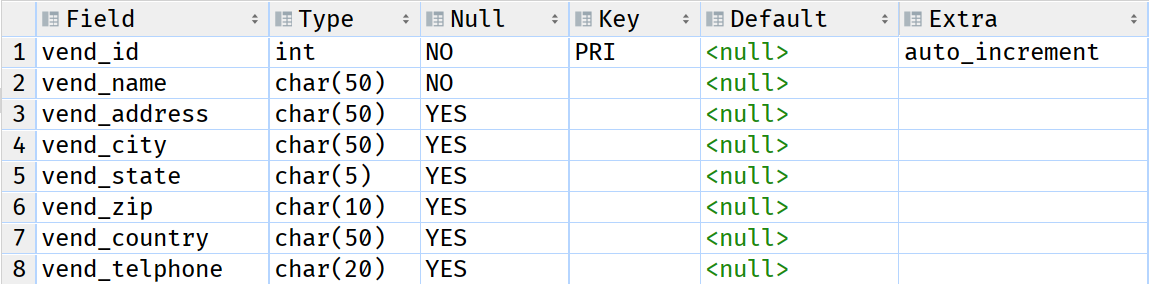 Field Type Null Key Default Extra
1 vend_id int NO PRI <null> auto_increment
2 vend_name char(50) NO <null>
3 vend_address char(50) YES <null>
4 vend_city char(50) YES <null>
5 vend_state char(5) YES <null>
6 vend_zip char(10) YES <null>
7 vend_country char(50) YES <null>
8 vend_telphone char(20) YES <null>